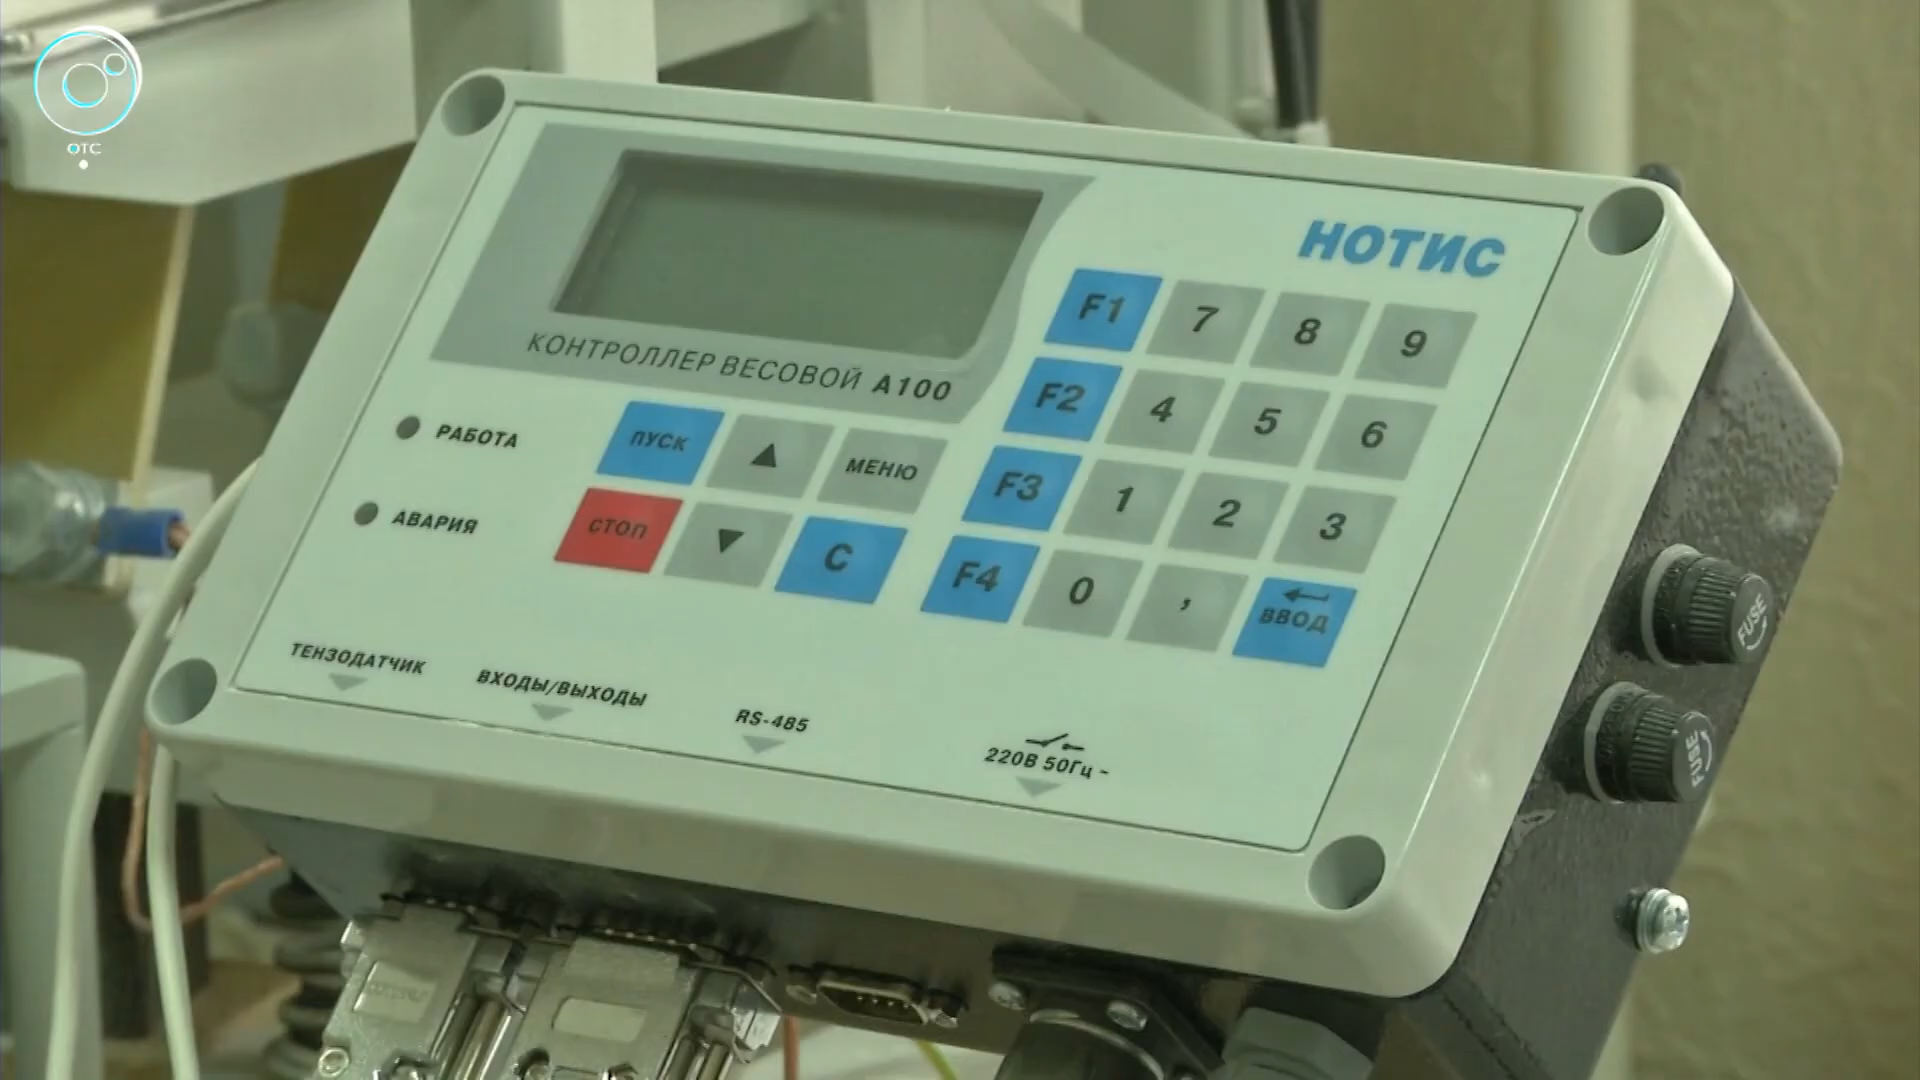 ОТС
НОТИС
КОНТРОЛЛЕР ВЕСОВОЙ А100
F1 7 8 9
F2 4 5 6
F3 1 2 3
F4 0 , ВВОД
РАБОТА
АВАРИЯ
ПУСК ▲ МЕНЮ
СТОП ▼ С
ТЕНЗОДАТЧИК
ВХОДЫ/ВЫХОДЫ
RS-485
220В 50Гц ~
FUSE
FUSE